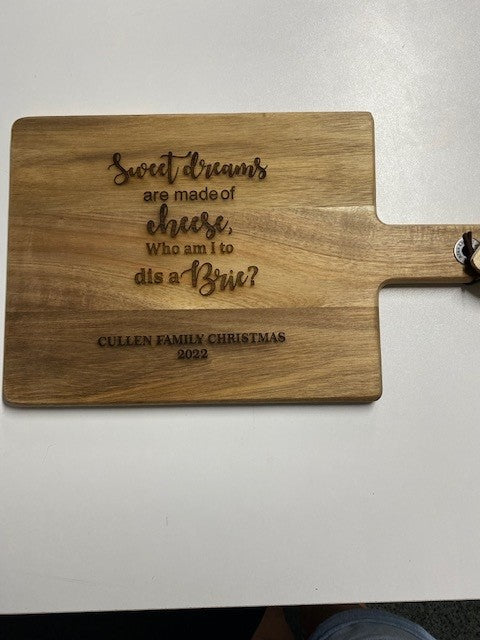 Sweet dreams
are made of
cheese,
Who am I to
dis a Brie?
CULLEN FAMILY CHRISTMAS
2022